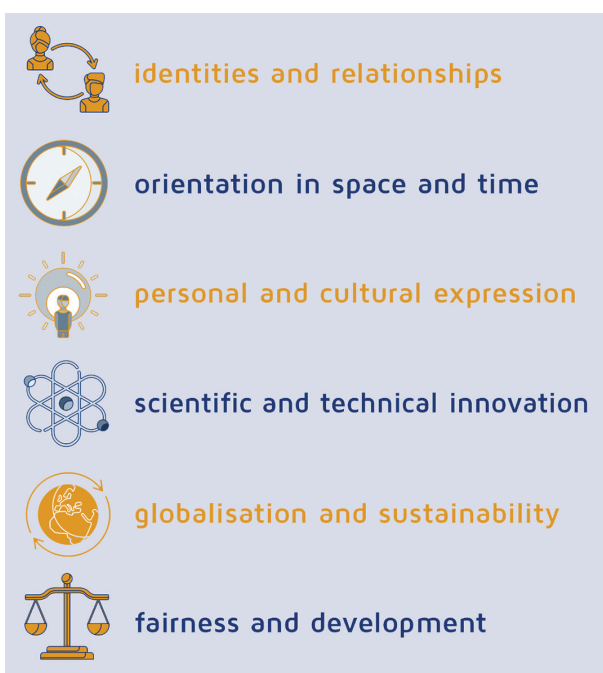 identities and relationships
orientation in space and time
personal and cultural expression
scientific and technical innovation
globalisation and sustainability
fairness and development